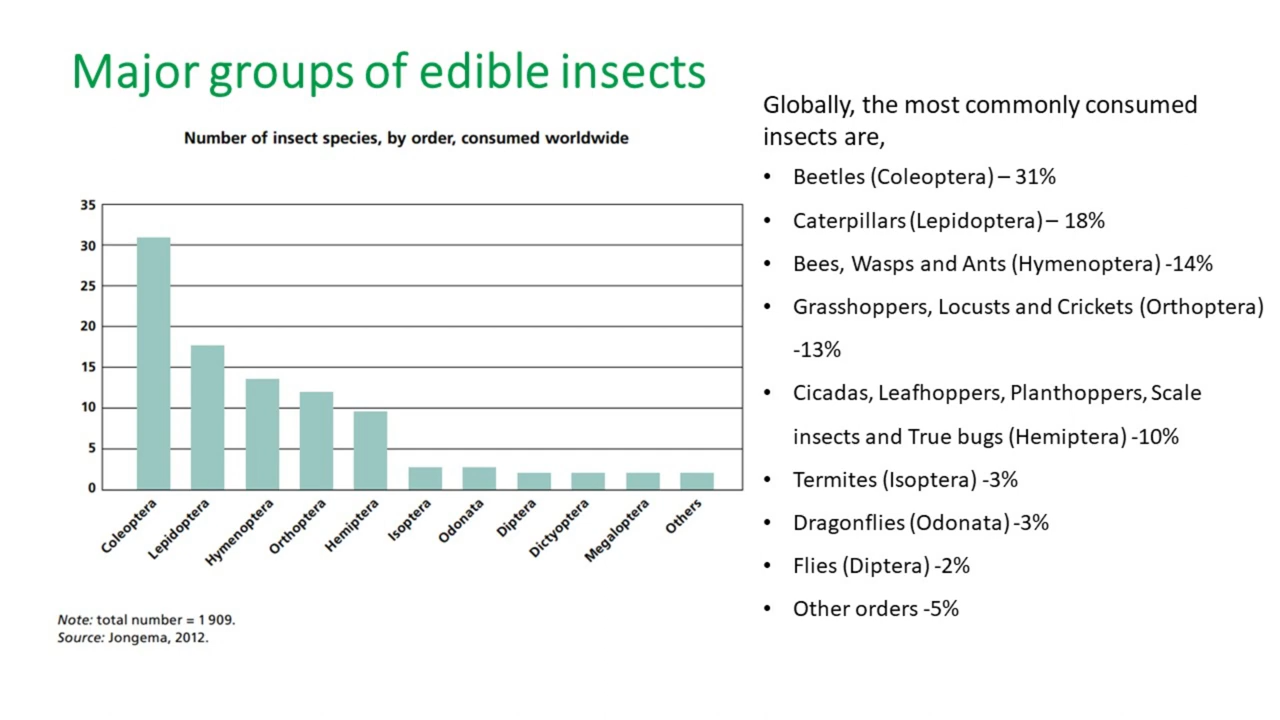 Major groups of edible insects
Number of insect species, by order, consumed worldwide
35
30
25
20
15
10
5
0
Coleoptera
Lepidoptera
Hymenoptera
Orthoptera
Hemiptera
Isoptera
Odonata
Diptera
Dictyoptera
Megaloptera
Others
Note: total number = 1 909.
Source: Jongema, 2012.
Globally, the most commonly consumed
insects are,
• Beetles (Coleoptera) – 31%
• Caterpillars (Lepidoptera) – 18%
• Bees, Wasps and Ants (Hymenoptera) -14%
• Grasshoppers, Locusts and Crickets (Orthoptera)
-13%
• Cicadas, Leafhoppers, Planthoppers, Scale
insects and True bugs (Hemiptera) -10%
• Termites (Isoptera) -3%
• Dragonflies (Odonata) -3%
• Flies (Diptera) -2%
• Other orders -5%